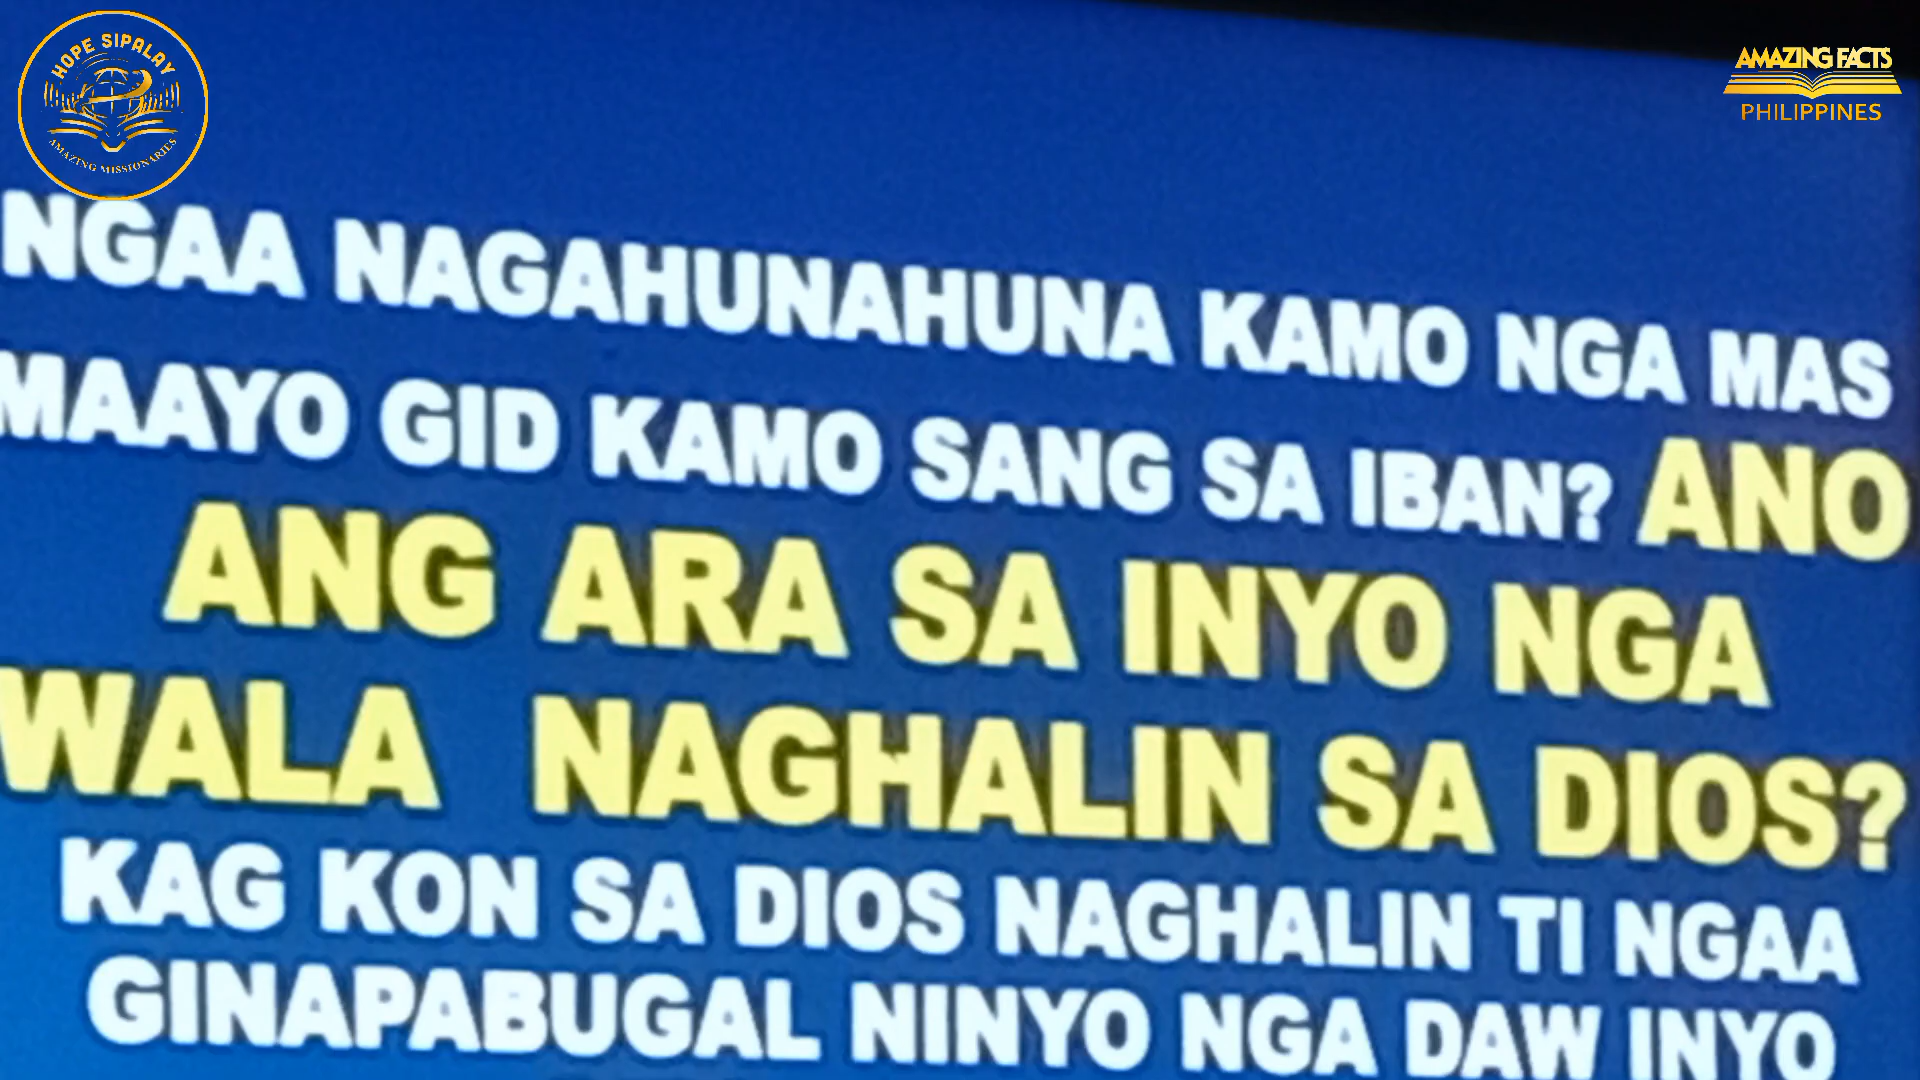 HOPE SIPALAY
AMAZING MISSIONARIES
AMAZING FACTS
PHILIPPINES
NGAA NAGAHUNAHUNA KAMO NGA MAS
MAAYO GID KAMO SANG SA IBAN? ANO
ANG ARA SA INYO NGA
WALA NAGHALIN SA DIOS?
KAG KON SA DIOS NAGHALIN TI NGAA
GINAPABUGAL NINYO NGA DAW INYO